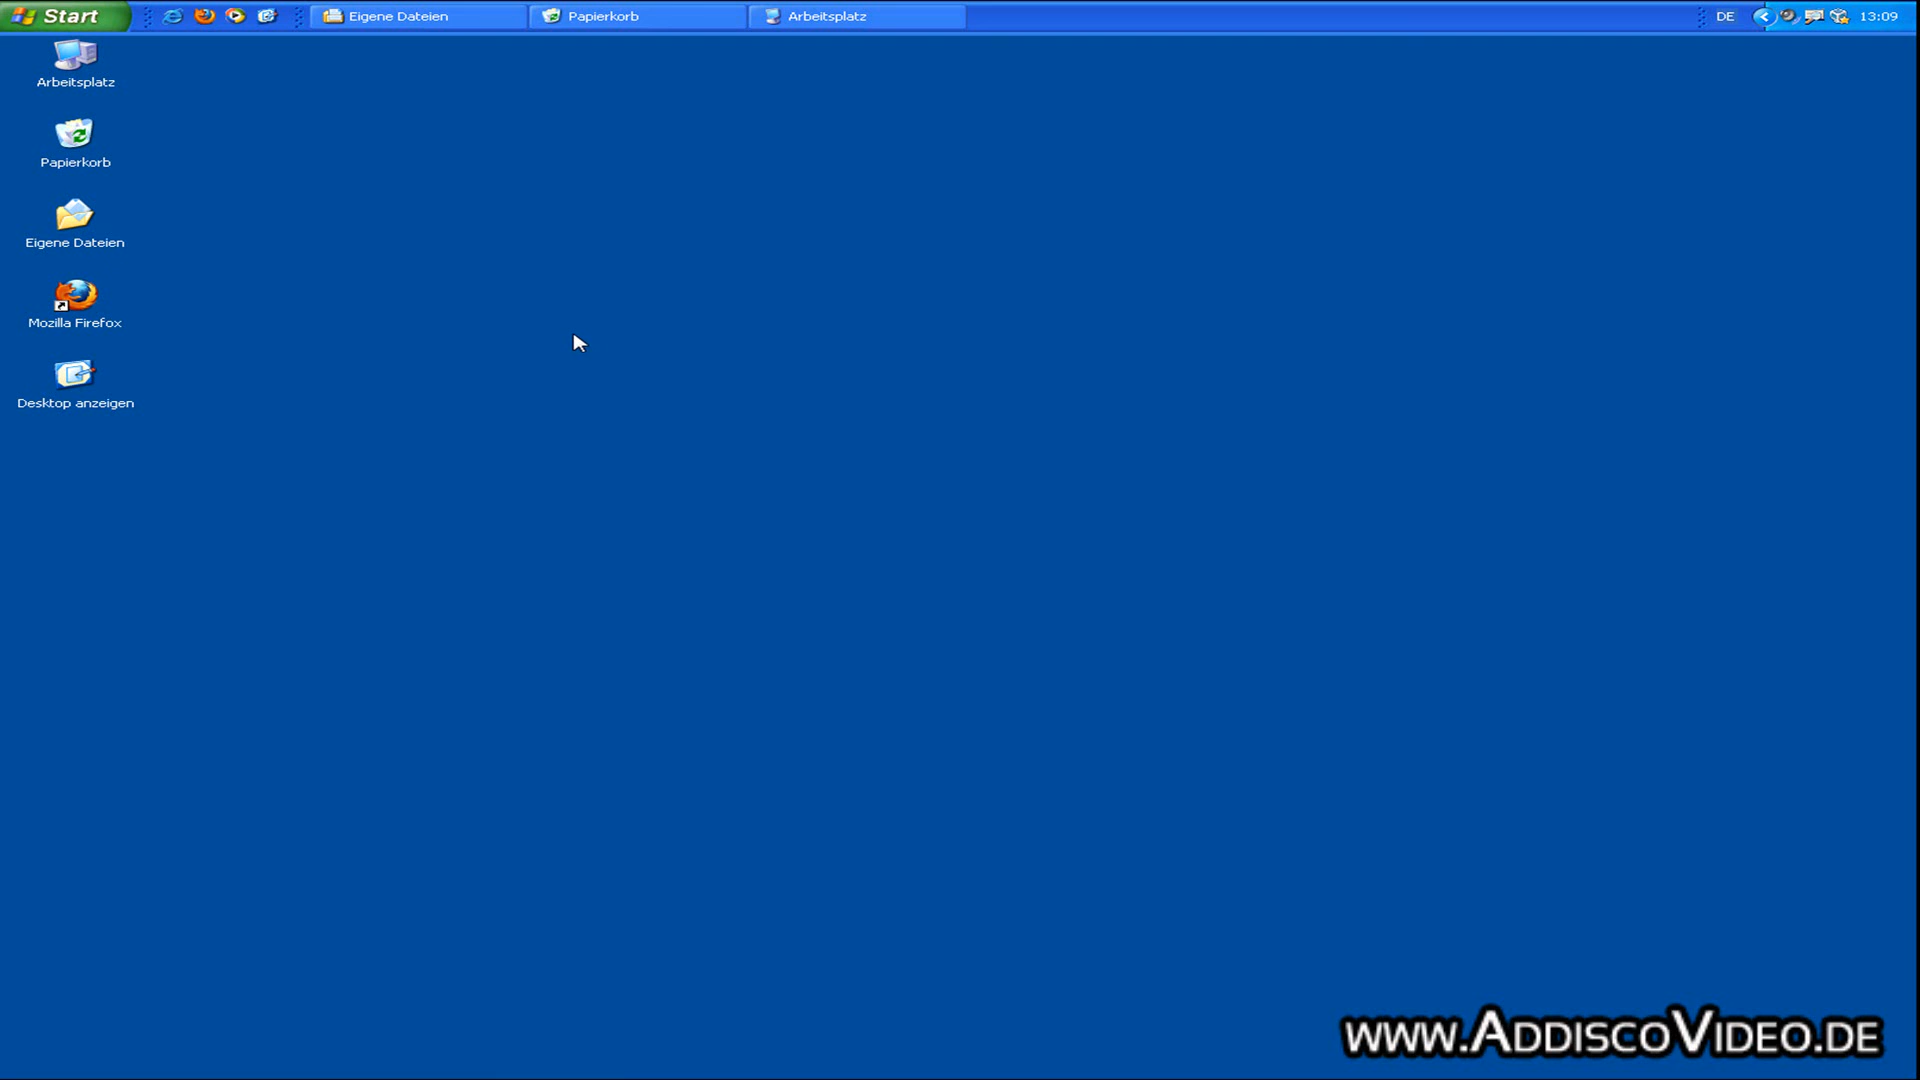 Start
Eigene Dateien
Papierkorb
Arbeitsplatz
DE
13:09
Arbeitsplatz
Papierkorb
Eigene Dateien
Mozilla Firefox
Desktop anzeigen
www.AddiscoVideo.de